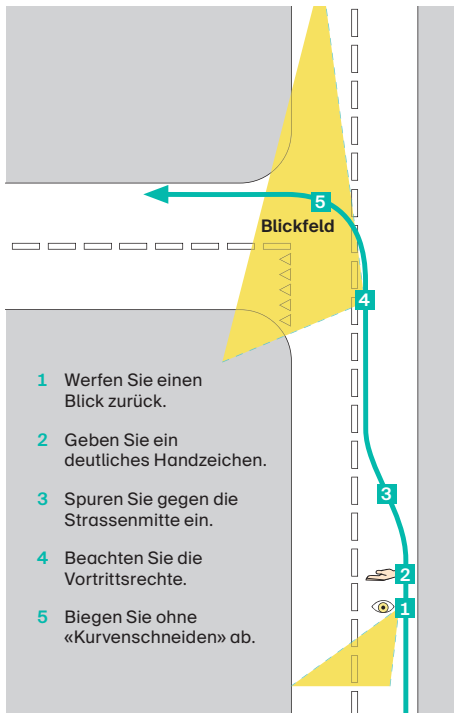 5
Blickfeld
4
1 Werfen Sie einen
Blick zurück.
2 Geben Sie ein
deutliches Handzeichen.
3 Spuren Sie gegen die
Strassenmitte ein.
4 Beachten Sie die
Vortrittsrechte.
5 Biegen Sie ohne
«Kurvenschneiden» ab.
3
2
1